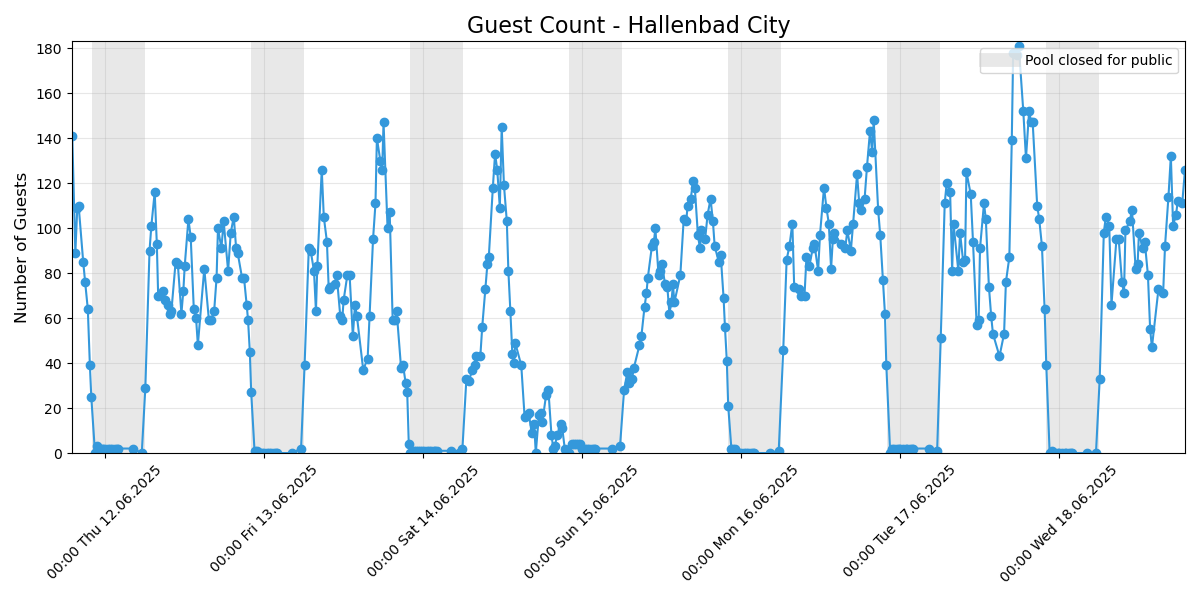 Guest Count - Hallenbad City
Pool closed for public
Number of Guests
180
160
140
120
100
80
60
40
20
0
00:00 Thu 12.06.2025
00:00 Fri 13.06.2025
00:00 Sat 14.06.2025
00:00 Sun 15.06.2025
00:00 Mon 16.06.2025
00:00 Tue 17.06.2025
00:00 Wed 18.06.2025